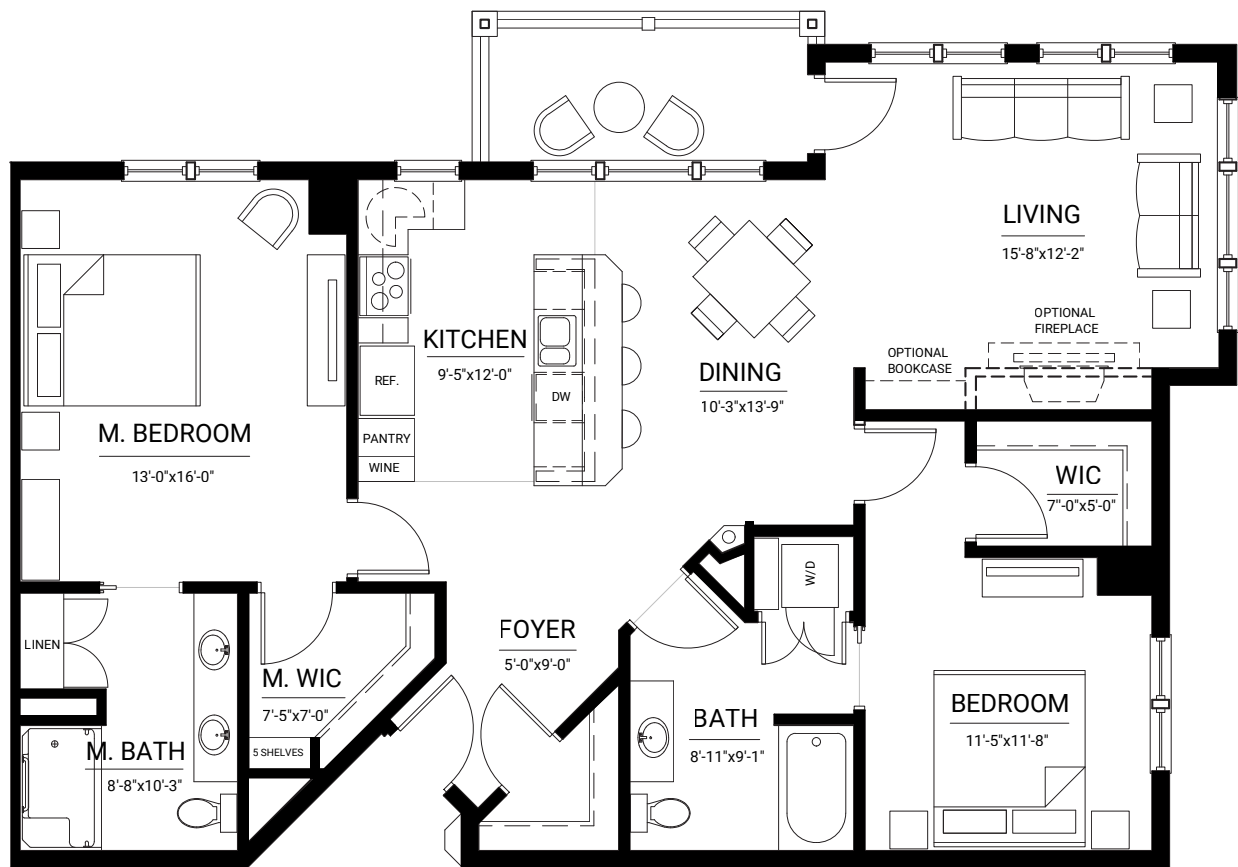 LIVING
15'-8"x12'-2"
OPTIONAL
FIREPLACE
OPTIONAL
BOOKCASE
KITCHEN
9'-5"x12'-0"
REF.
DW
DINING
10'-3"x13'-9"
PANTRY
WINE
M. BEDROOM
13'-0"x16'-0"
WIC
7''-0"x5'-0"
W/D
LINEN
FOYER
5'-0"x9'-0"
M. WIC
7'-5"x7'-0"
5 SHELVES
M. BATH
8'-8"x10'-3"
BATH
8'-11"x9'-1"
BEDROOM
11'-5"x11'-8"